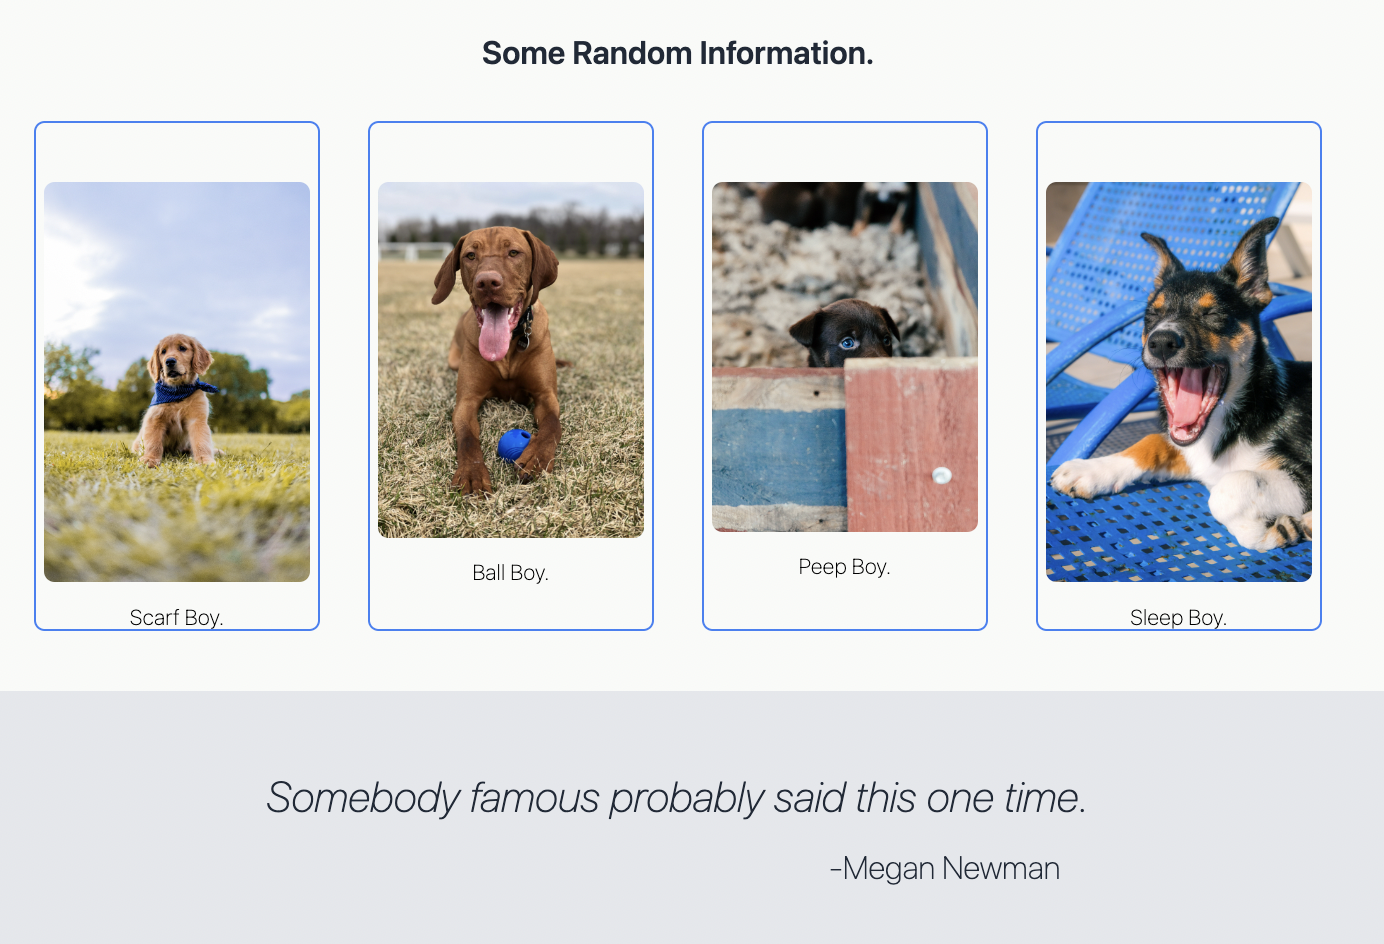 Some Random Information.
Scarf Boy.
Ball Boy.
Peep Boy.
Sleep Boy.
Somebody famous probably said this one time.
-Megan Newman